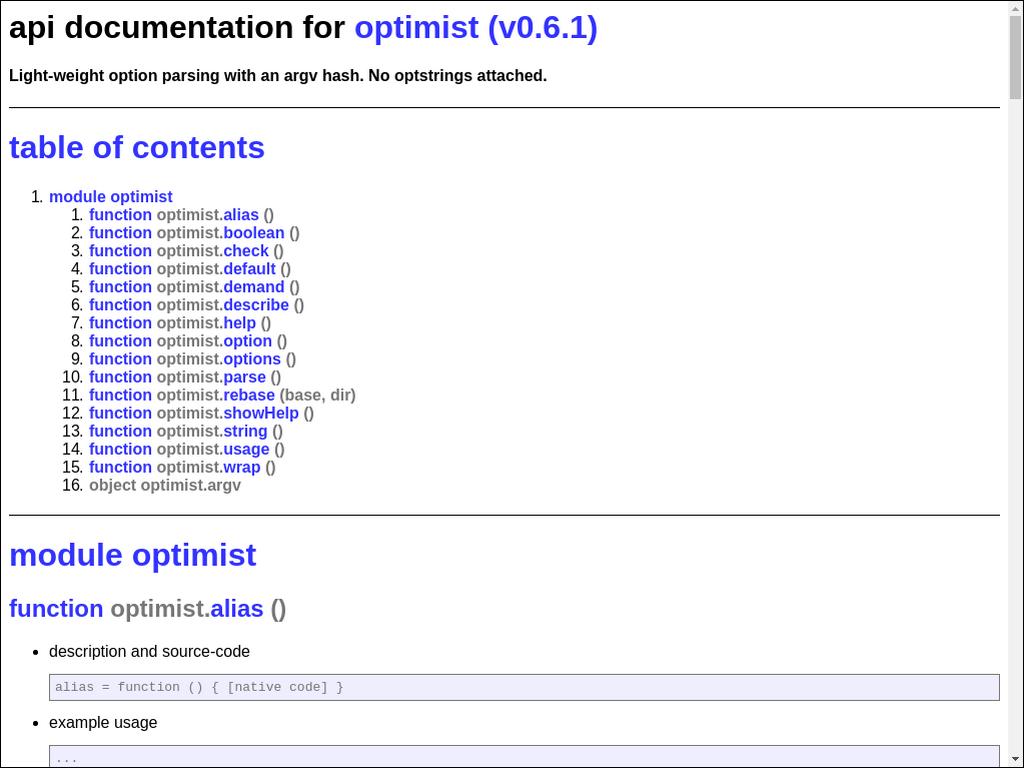 api documentation for optimist (v0.6.1)
Light-weight option parsing with an argv hash. No optstrings attached.
table of contents
1. module optimist
1. function optimist.alias ()
2. function optimist.boolean ()
3. function optimist.check ()
4. function optimist.default ()
5. function optimist.demand ()
6. function optimist.describe ()
7. function optimist.help ()
8. function optimist.option ()
9. function optimist.options ()
10. function optimist.parse ()
11. function optimist.rebase (base, dir)
12. function optimist.showHelp ()
13. function optimist.string ()
14. function optimist.usage ()
15. function optimist.wrap ()
16. object optimist.argv
module optimist
function optimist.alias ()
• description and source-code
alias = function () { [native code] }
• example usage
...